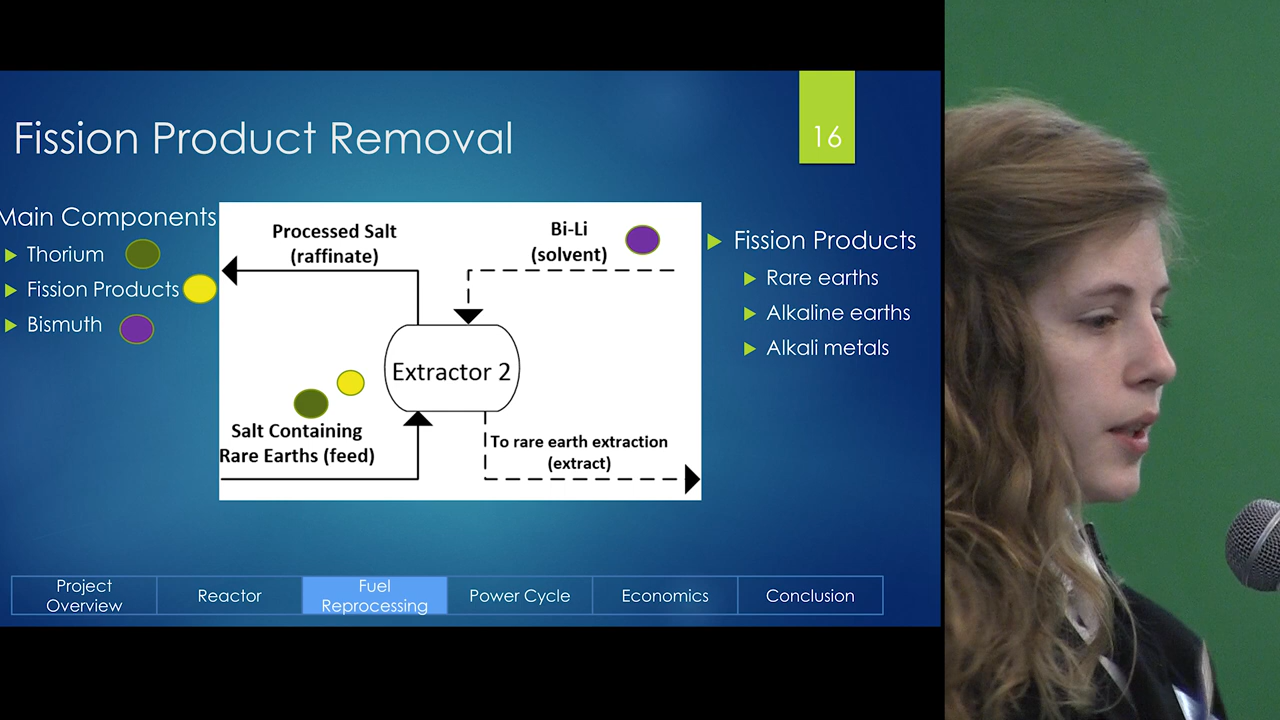 Fission Product Removal
16
Main Components
Thorium
Fission Products
Bismuth
Processed Salt
(raffinate)
Bi-Li
(solvent)
Extractor 2
Salt Containing
Rare Earths (feed)
To rare earth extraction
(extract)
Fission Products
Rare earths
Alkaline earths
Alkali metals
Project
Overview
Reactor
Fuel
Reprocessing
Power Cycle
Economics
Conclusion